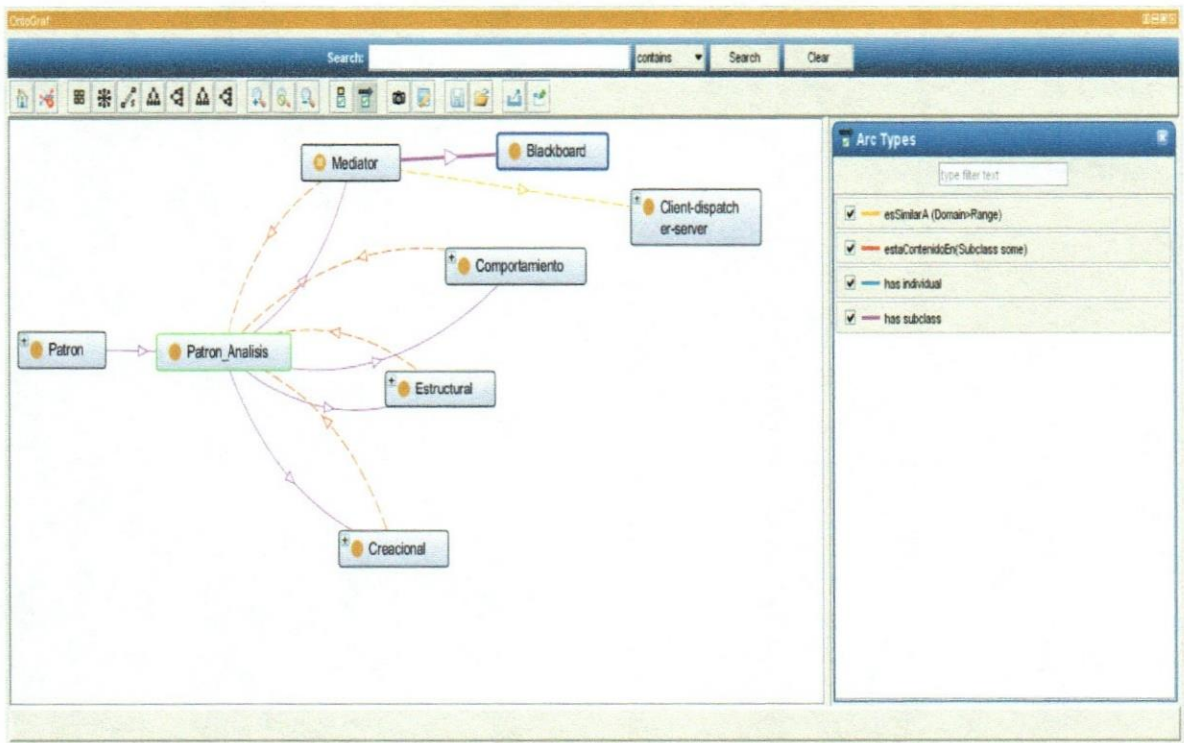 OntoGraf
Search:
contains
Search
Clear
Mediator
Blackboard
Client-dispatch
er-server
Comportamiento
Patron
Patron_Analisis
Estructural
Creacional
Arc Types
type filter text
esSimilarA (Domain>Range)
estaContenidoEn(Subclass some)
has individual
has subclass